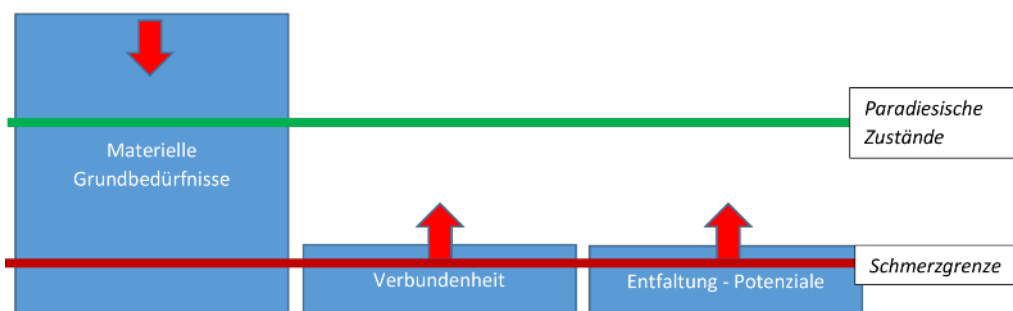 Paradiesische
Zustände
Materielle
Grundbedürfnisse
Verbundenheit
Entfaltung - Potenziale
Schmerzgrenze